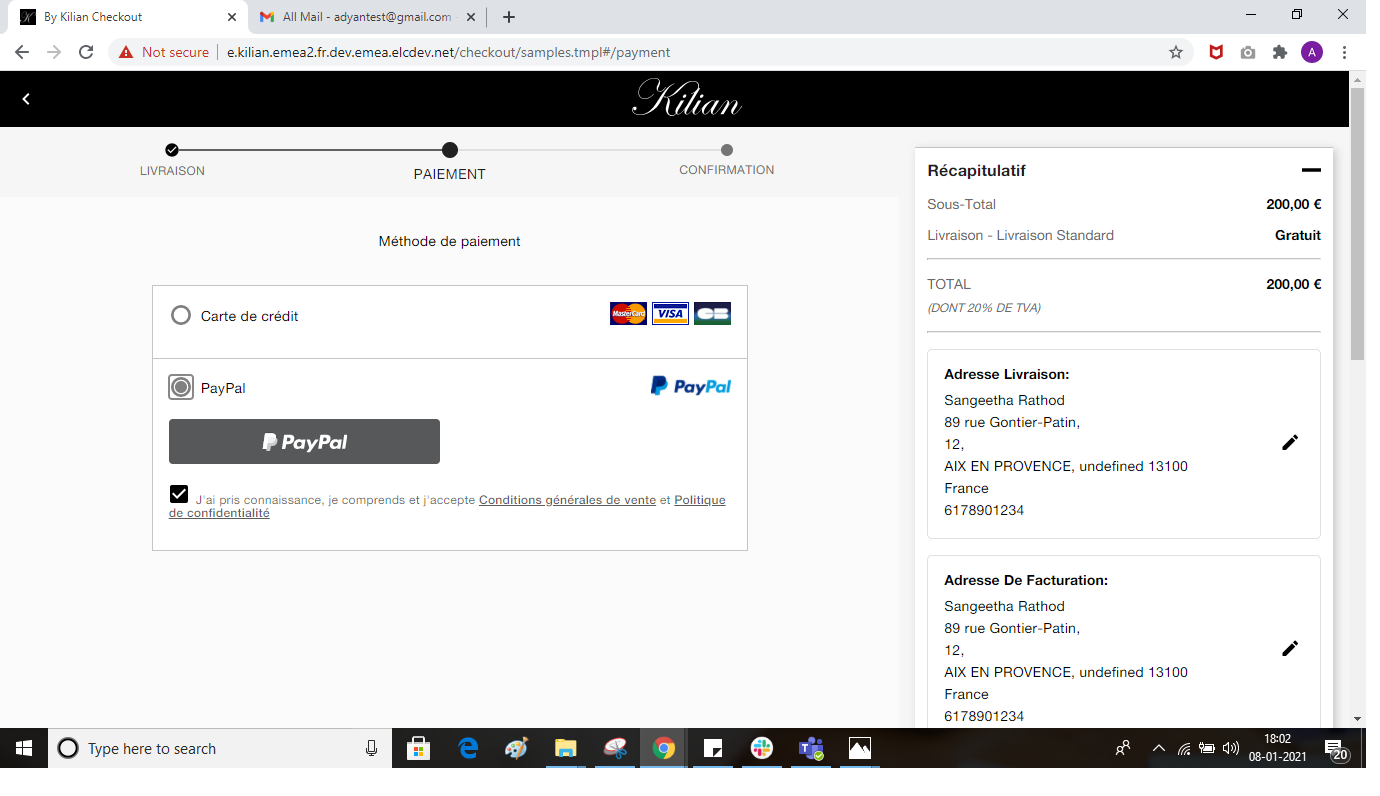 By Kilian Checkout
All Mail - adyantest@gmail.com
Not secure
e.kilian.emea2.fr.dev.emea.elcdev.net/checkout/samples.tmpl#/payment
A
Kilian
LIVRAISON
PAIEMENT
CONFIRMATION
Méthode de paiement
Carte de crédit
MasterCard
VISA
CB
PayPal
PayPal
PayPal
J'ai pris connaissance, je comprends et j'accepte Conditions générales de vente et Politique
de confidentialité
Récapitulatif
Sous-Total 200,00 €
Livraison - Livraison Standard Gratuit
TOTAL 200,00 €
(DONT 20% DE TVA)
Adresse Livraison:
Sangeetha Rathod
89 rue Gontier-Patin,
12,
AIX EN PROVENCE, undefined 13100
France
6178901234
Adresse De Facturation:
Sangeetha Rathod
89 rue Gontier-Patin,
12,
AIX EN PROVENCE, undefined 13100
France
6178901234
Type here to search
18:02
08-01-2021
20